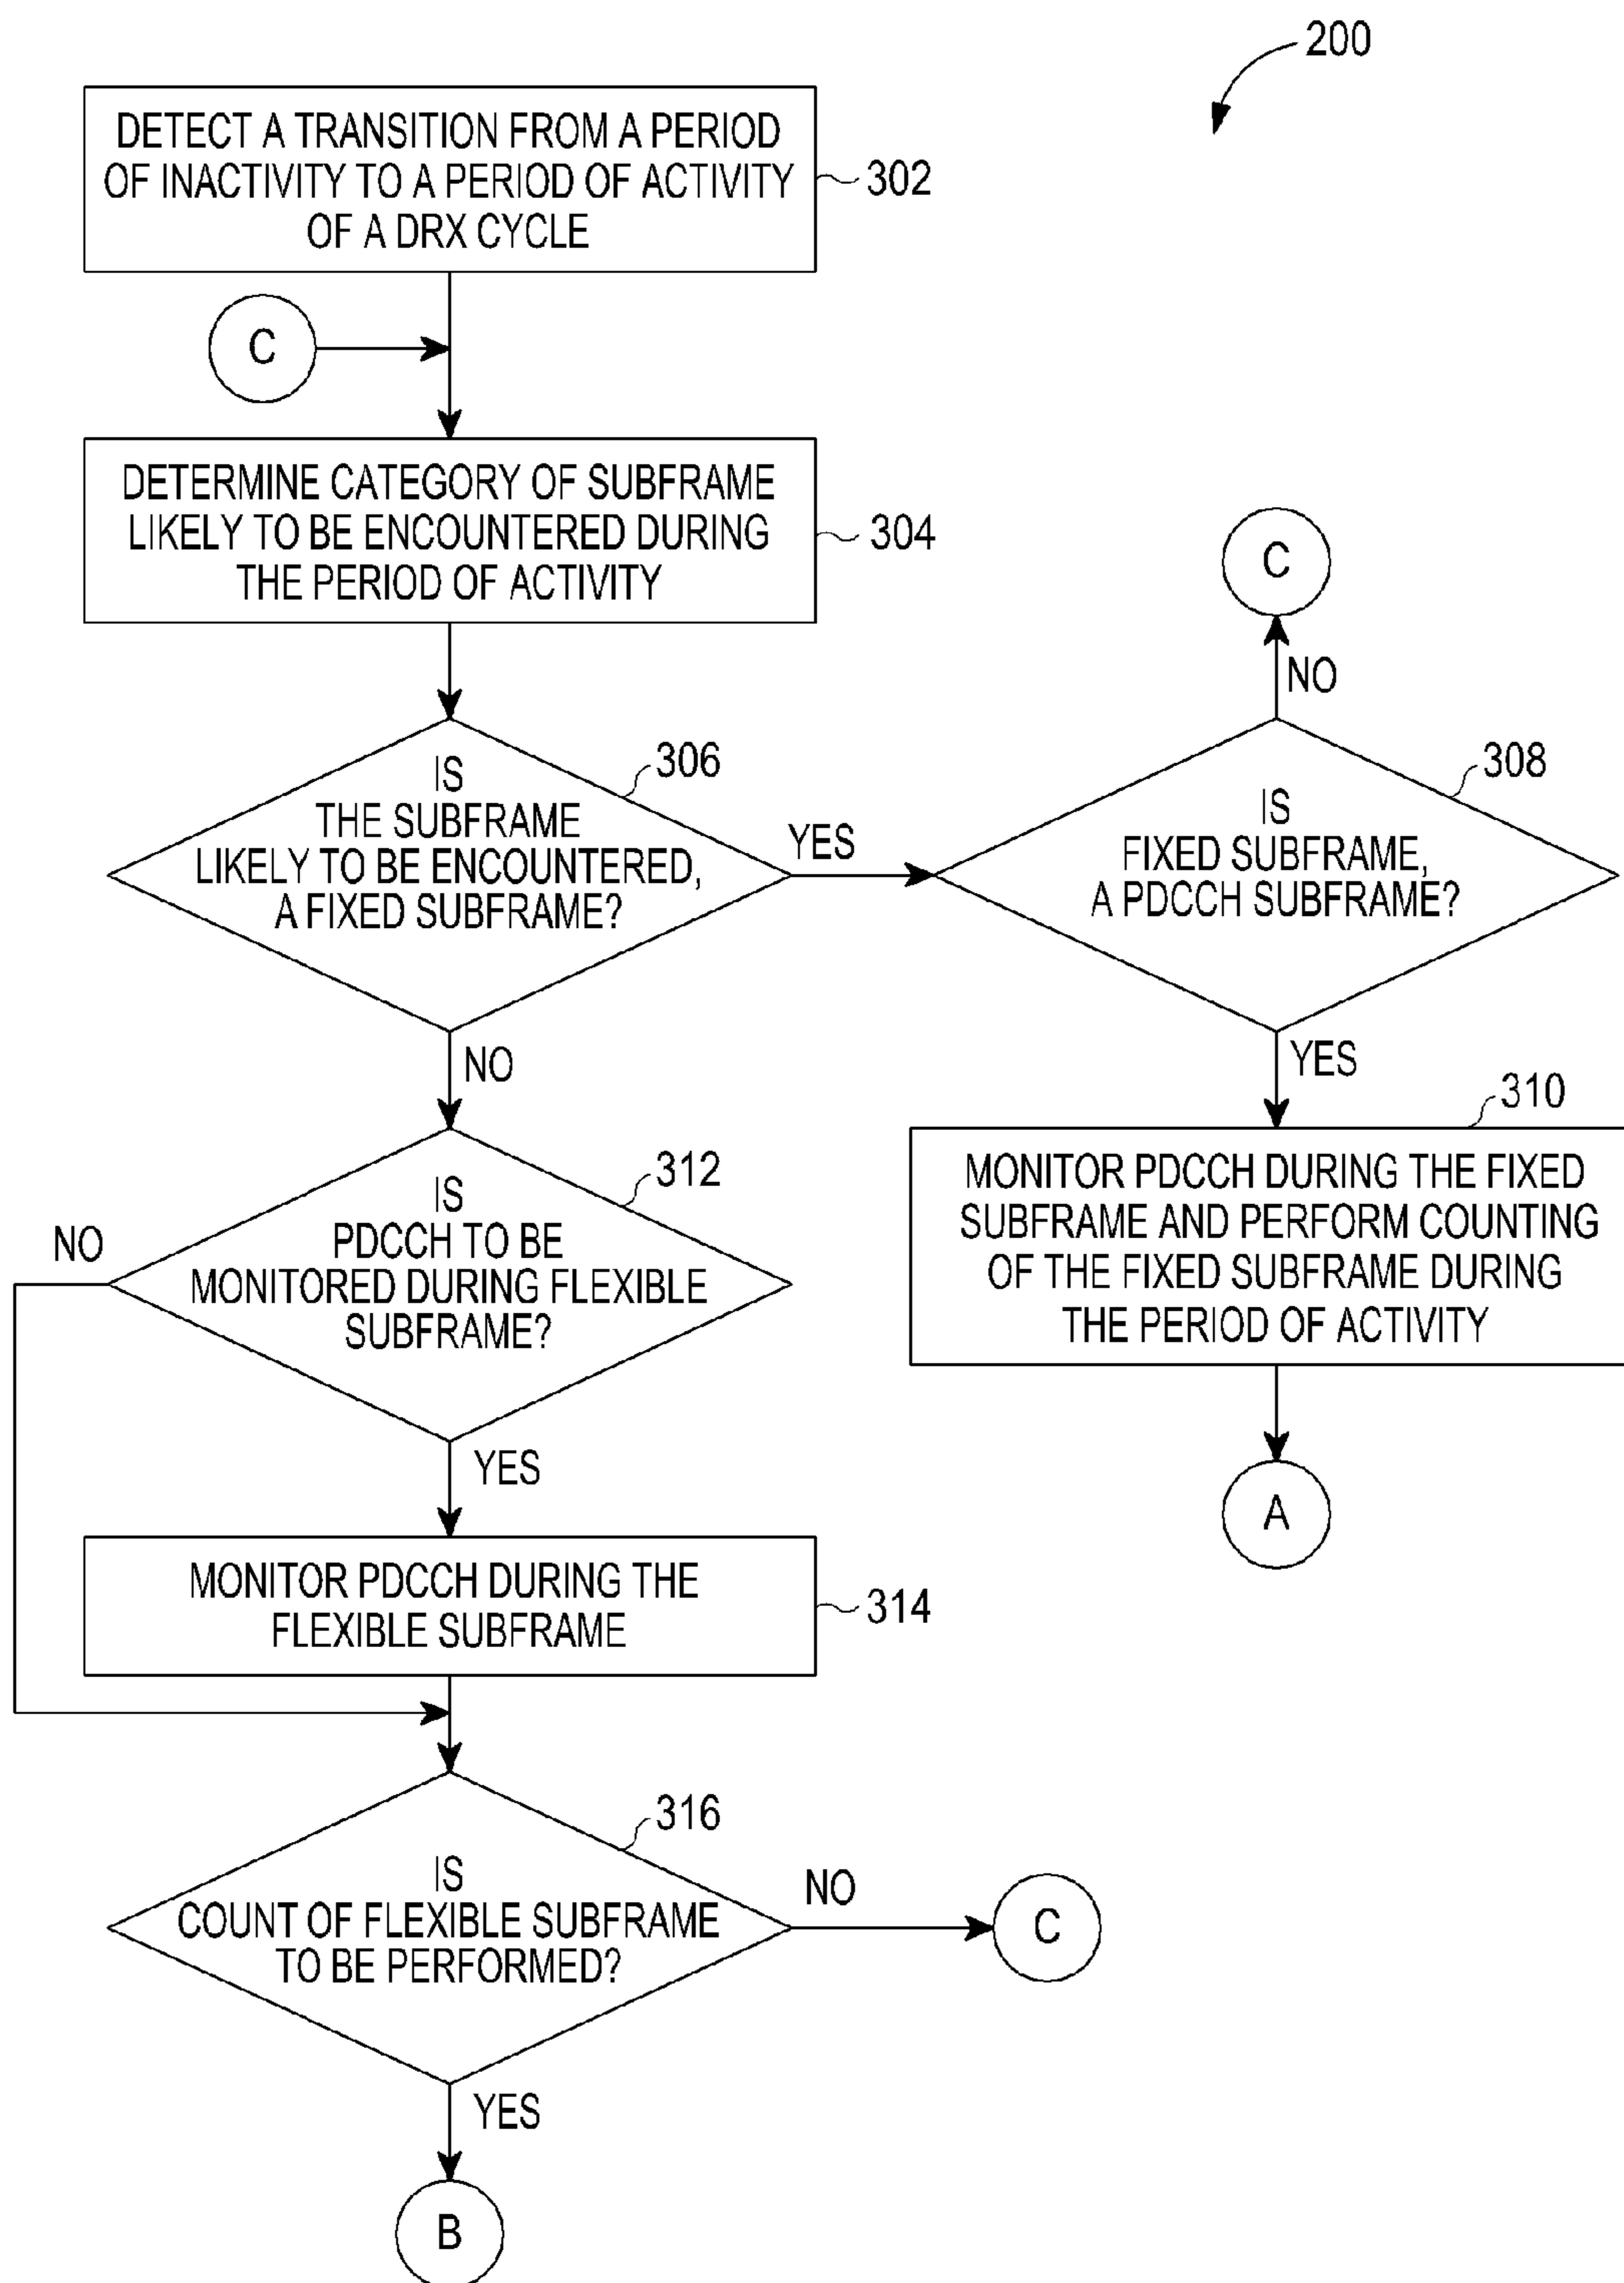 200
DETECT A TRANSITION FROM A PERIOD
OF INACTIVITY TO A PERIOD OF ACTIVITY
OF A DRX CYCLE
302
C
DETERMINE CATEGORY OF SUBFRAME
LIKELY TO BE ENCOUNTERED DURING
THE PERIOD OF ACTIVITY
304
C
NO
IS
THE SUBFRAME
LIKELY TO BE ENCOUNTERED,
A FIXED SUBFRAME?
306
YES
IS
FIXED SUBFRAME,
A PDCCH SUBFRAME?
308
NO
YES
310
MONITOR PDCCH DURING THE FIXED
SUBFRAME AND PERFORM COUNTING
OF THE FIXED SUBFRAME DURING
THE PERIOD OF ACTIVITY
A
IS
PDCCH TO BE
MONITORED DURING FLEXIBLE
SUBFRAME?
312
NO
YES
MONITOR PDCCH DURING THE
FLEXIBLE SUBFRAME
314
IS
COUNT OF FLEXIBLE SUBFRAME
TO BE PERFORMED?
316
NO
C
YES
B